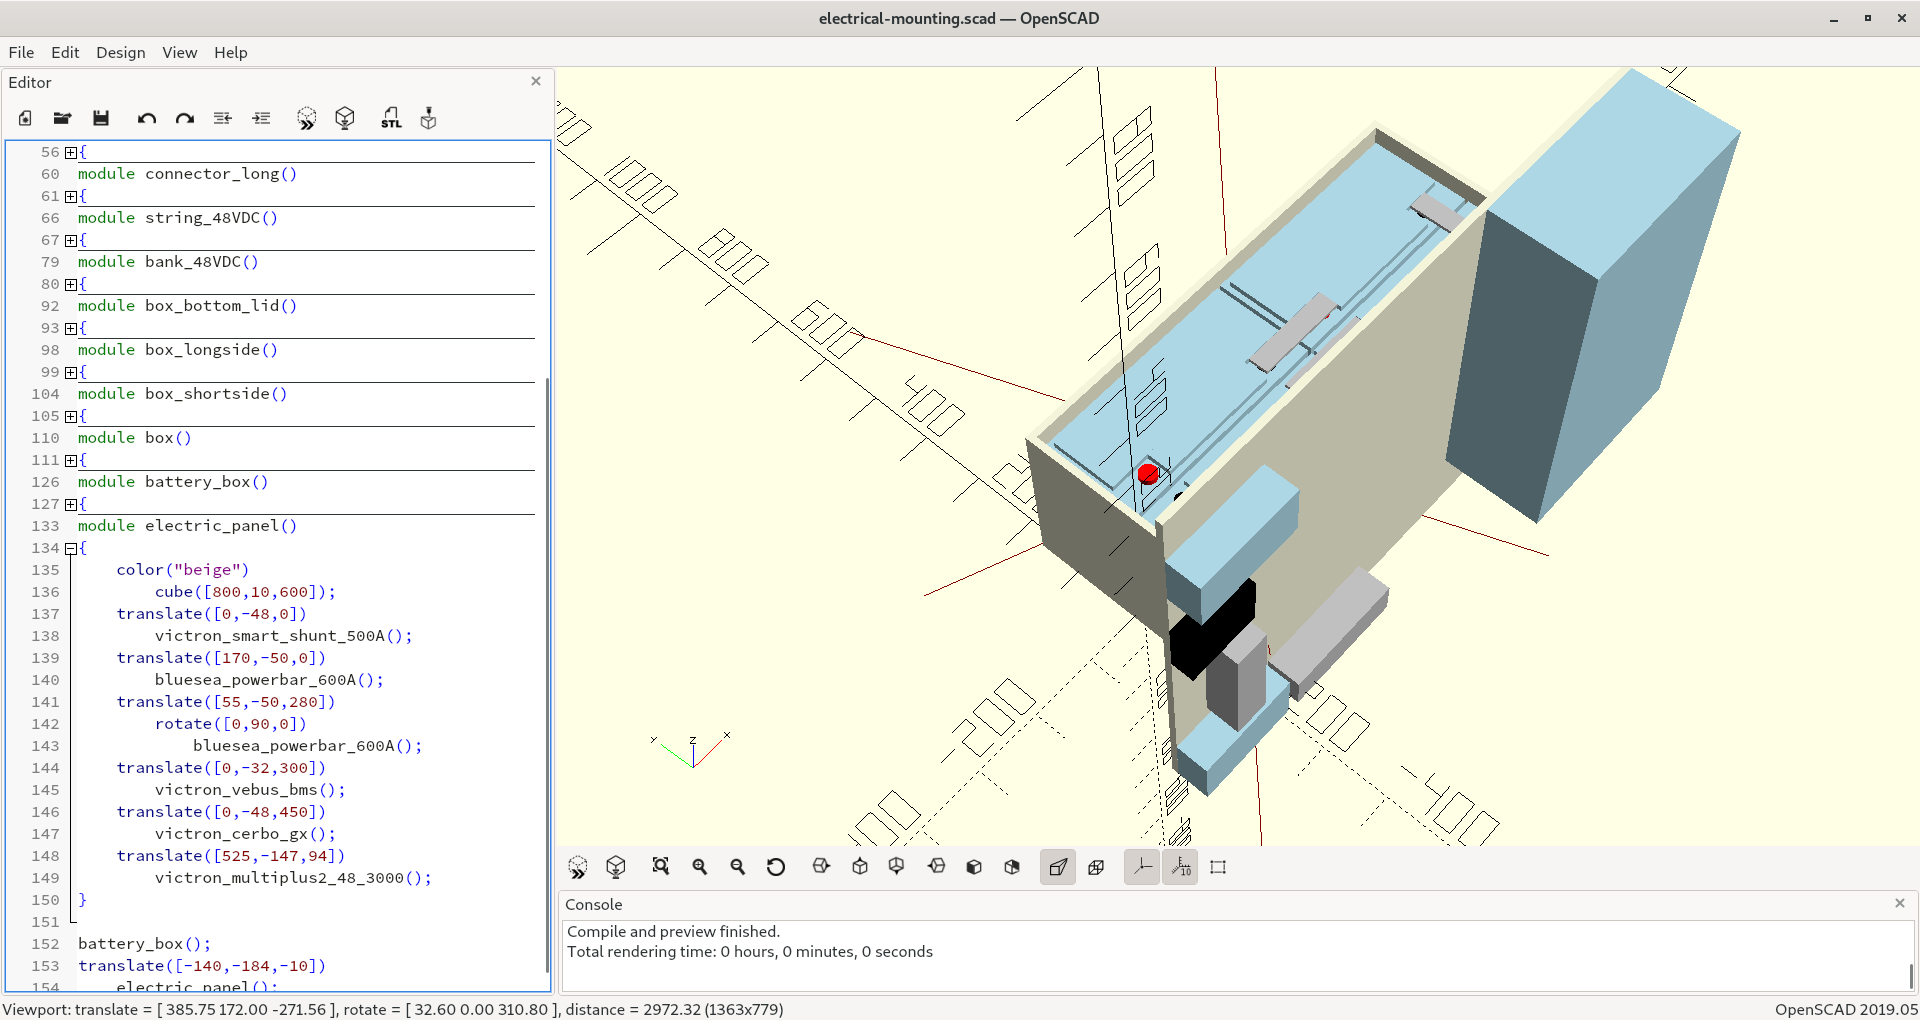 electrical-mounting.scad — OpenSCAD
File Edit Design View Help
Editor
STL
56 {
60 module connector_long()
61 {
66 module string_48VDC()
67 {
79 module bank_48VDC()
80 {
92 module box_bottom_lid()
93 {
98 module box_longside()
99 {
104 module box_shortside()
105 {
110 module box()
111 {
126 module battery_box()
127 {
133 module electric_panel()
134 {
135 color("beige")
136 cube([800,10,600]);
137 translate([0,-48,0])
138 victron_smart_shunt_500A();
139 translate([170,-50,0])
140 bluesea_powerbar_600A();
141 translate([55,-50,280])
142 rotate([0,90,0])
143 bluesea_powerbar_600A();
144 translate([0,-32,300])
145 victron_vebus_bms();
146 translate([0,-48,450])
147 victron_cerbo_gx();
148 translate([525,-147,94])
149 victron_multiplus2_48_3000();
150 }
151
152 battery_box();
153 translate([-140,-184,-10])
154 electric_panel();
800
600
400
Y Z X
10
Console
Compile and preview finished.
Total rendering time: 0 hours, 0 minutes, 0 seconds
Viewport: translate = [ 385.75 172.00 -271.56 ], rotate = [ 32.60 0.00 310.80 ], distance = 2972.32 (1363x779)
OpenSCAD 2019.05